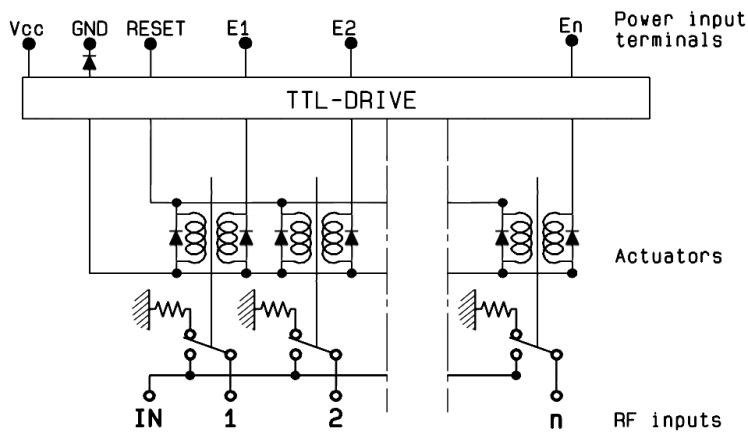 Vcc GND RESET E1 E2 En Power input
terminals
TTL-DRIVE
Actuators
IN 1 2 n RF inputs